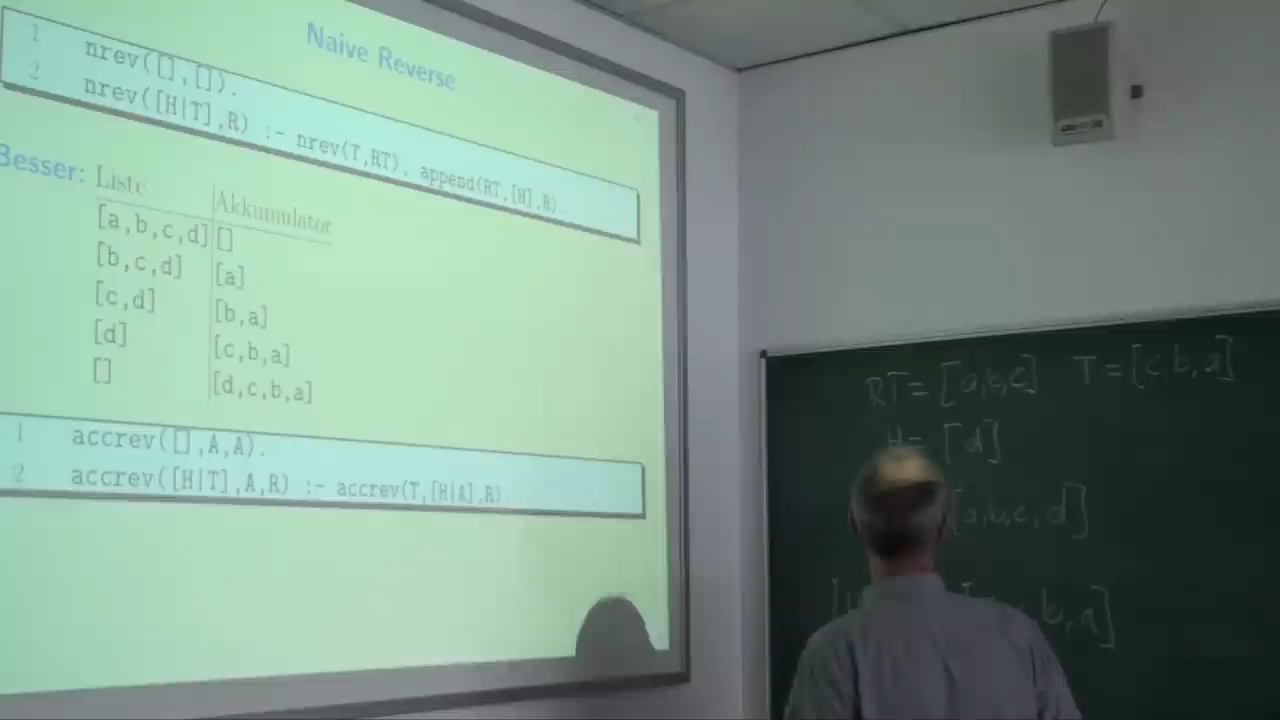 Naive Reverse
1 nrev([],[]).
2 nrev([H|T],R) :- nrev(T,RT), append(RT,[H],R).
Besser: Liste Akkumulator
[a,b,c,d] []
[b,c,d] [a]
[c,d] [b,a]
[d] [c,b,a]
[] [d,c,b,a]
1 accrev([],A,A).
2 accrev([H|T],A,R) :- accrev(T,[H|A],R)
RT = [a,b,c] T = [c b, a]
H = [d]
[a,b,c,d]
b, a]